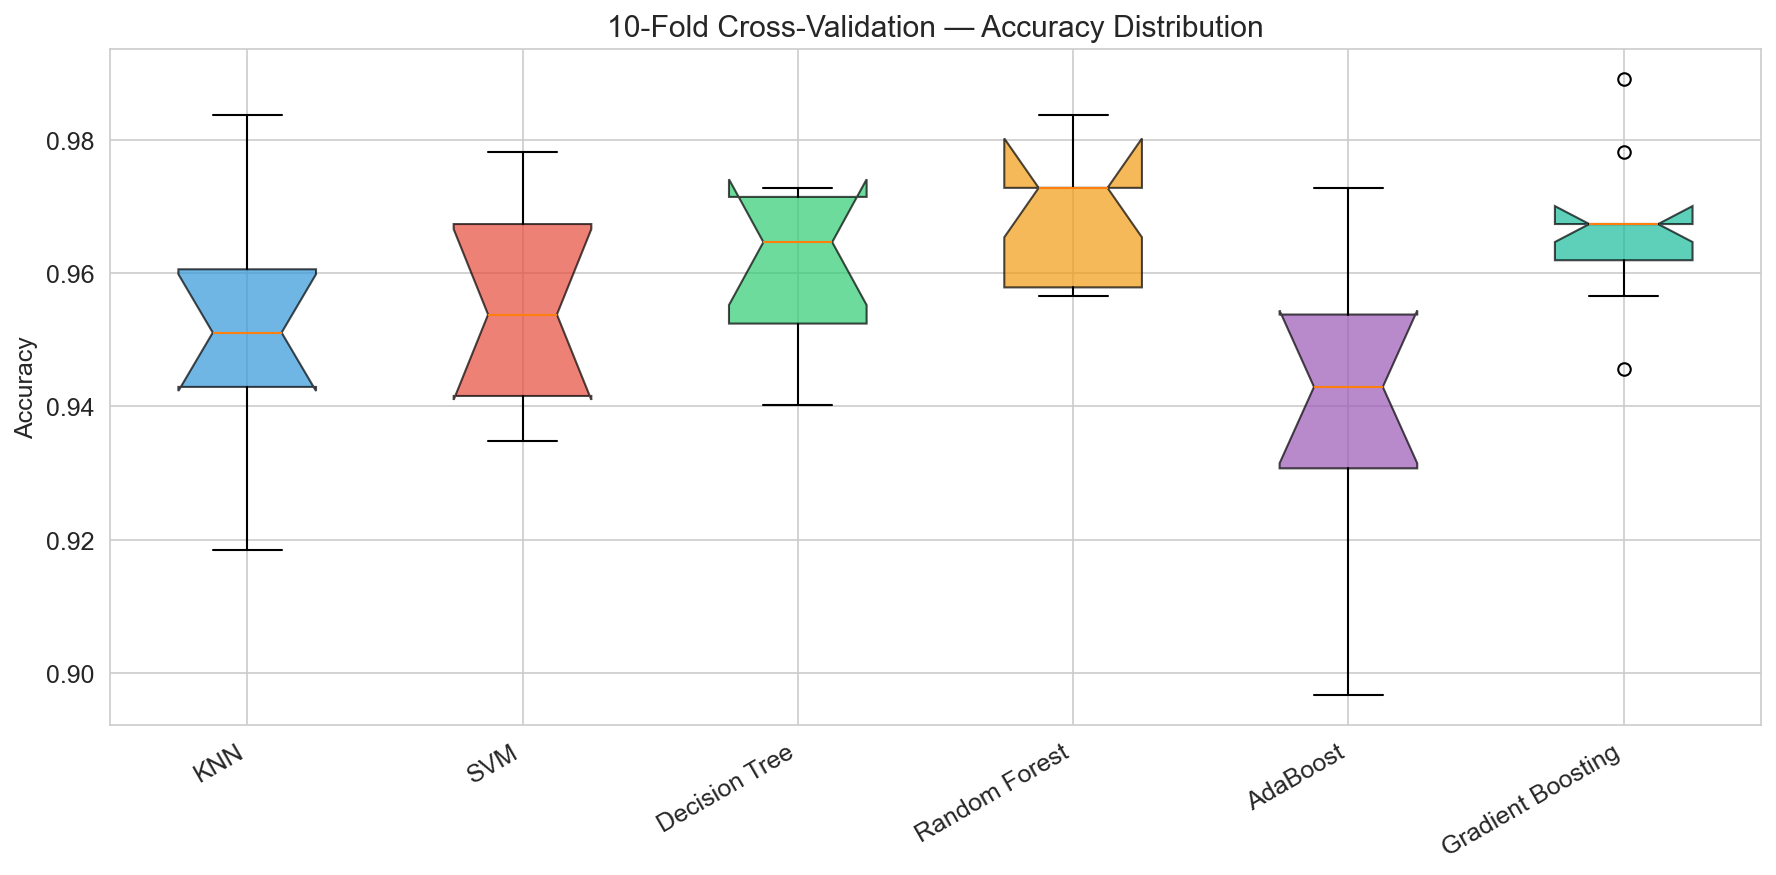 10-Fold Cross-Validation — Accuracy Distribution
Accuracy
0.98
0.96
0.94
0.92
0.90
KNN
SVM
Decision Tree
Random Forest
AdaBoost
Gradient Boosting